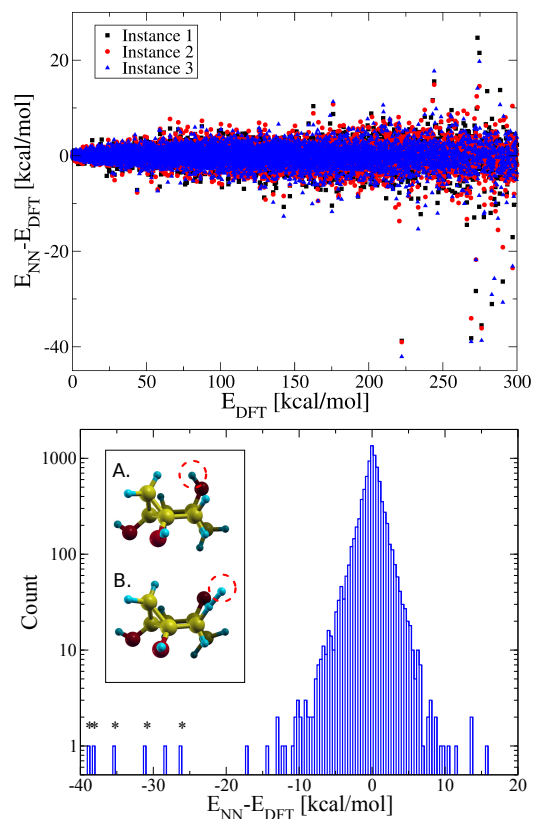 Instance 1
Instance 2
Instance 3
20
0
-20
-40
E_NN-E_DFT [kcal/mol]
0 50 100 150 200 250 300
E_DFT [kcal/mol]
1000
100
10
1
Count
A.
B.
* * * * *
-40 -30 -20 -10 0 10 20
E_NN-E_DFT [kcal/mol]